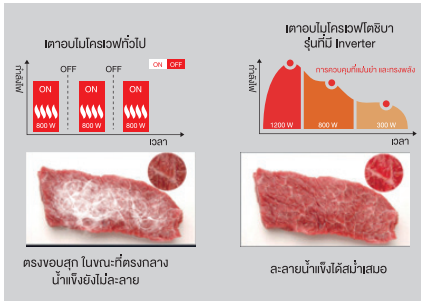 เตาอบไมโครเวฟทั่วไป
ON OFF
กำลังไฟ
OFF OFF
ON ON ON
800 W 800 W 800 W
เวลา
ตรงขอบสุก ในขณะที่ตรงกลาง
น้ำแข็งยังไม่ละลาย
เตาอบไมโครเวฟโตชิบา
รุ่นที่มี Inverter
การควบคุมที่แม่นยำ และทรงพลัง
กำลังไฟ
1200 W 800 W 300 W
เวลา
ละลายน้ำแข็งได้สม่ำเสมอ